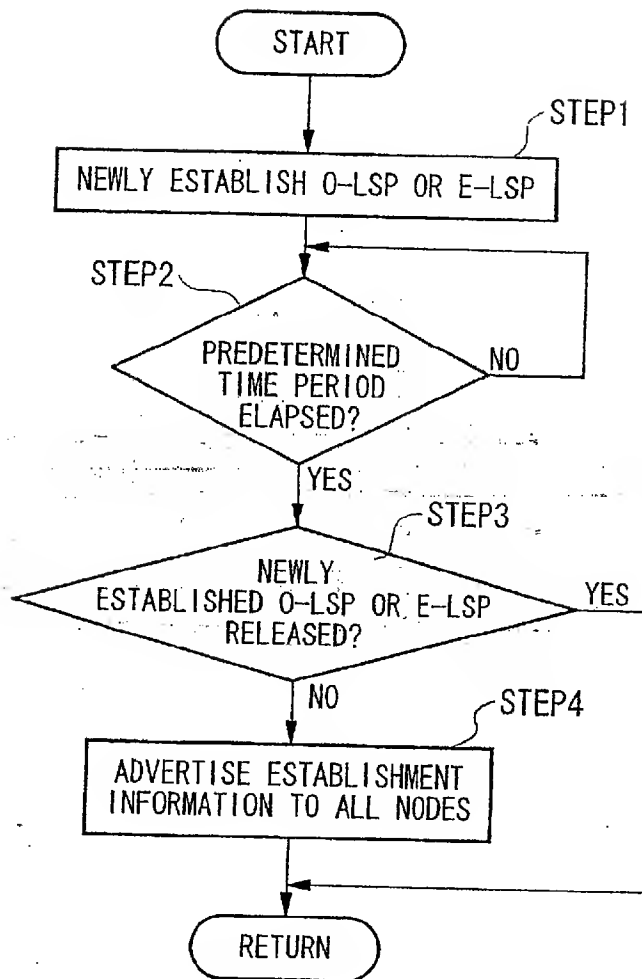 START
STEP1
NEWLY ESTABLISH O-LSP OR E-LSP
STEP2
PREDETERMINED
TIME PERIOD
ELAPSED?
NO
YES
STEP3
NEWLY
ESTABLISHED O-LSP OR E-LSP
RELEASED?
YES
NO
STEP4
ADVERTISE ESTABLISHMENT
INFORMATION TO ALL NODES
RETURN